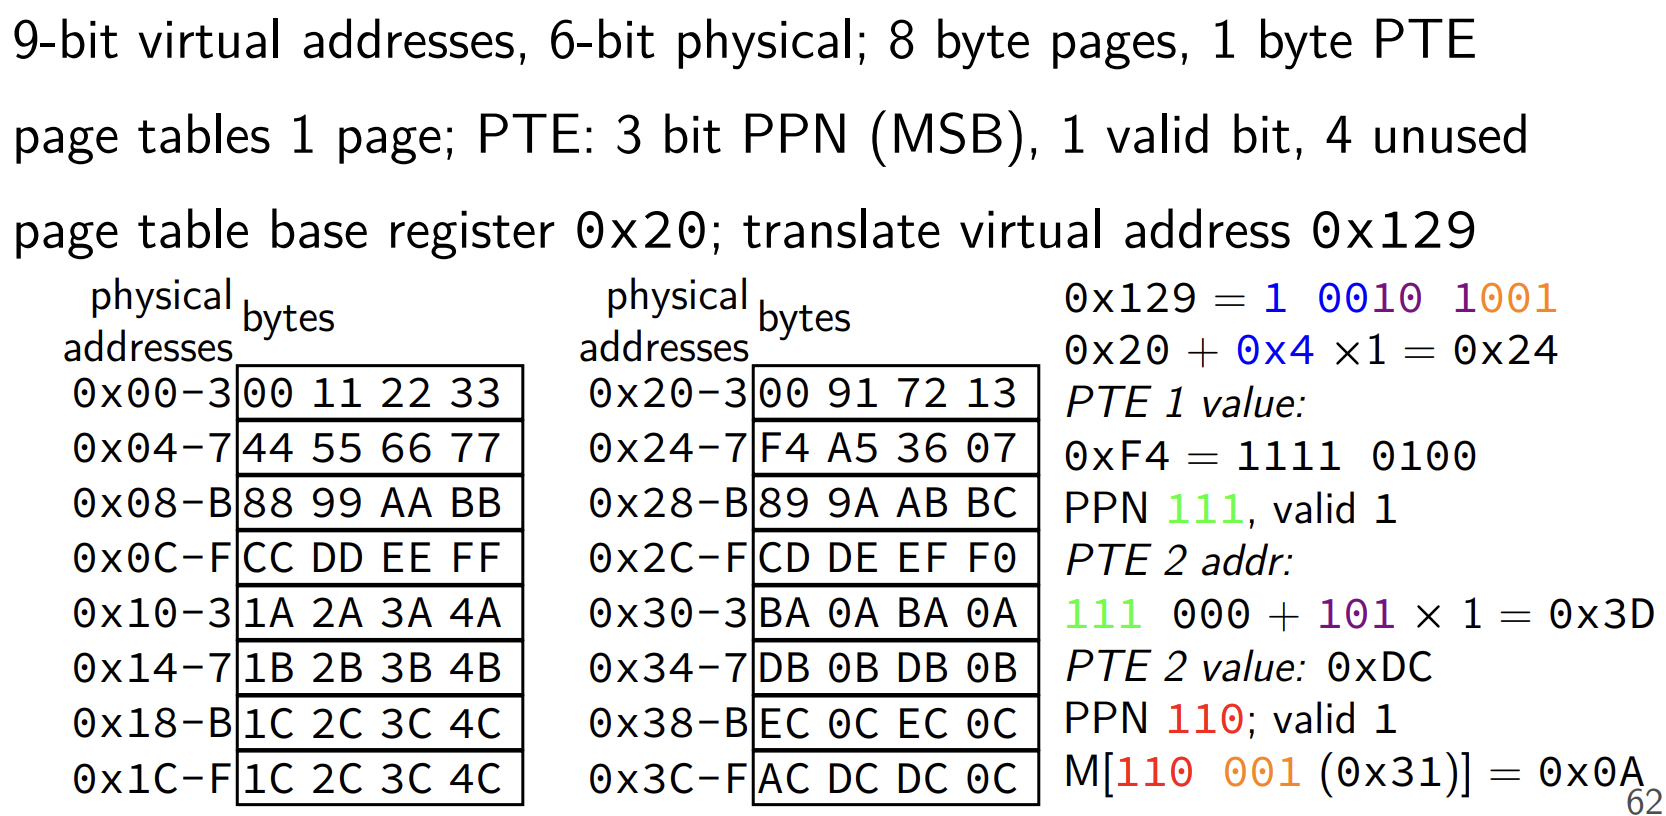 9-bit virtual addresses, 6-bit physical; 8 byte pages, 1 byte PTE
page tables 1 page; PTE: 3 bit PPN (MSB), 1 valid bit, 4 unused
page table base register 0x20; translate virtual address 0x129
physical addresses bytes
0x00-3 00 11 22 33
0x04-7 44 55 66 77
0x08-B 88 99 AA BB
0x0C-F CC DD EE FF
0x10-3 1A 2A 3A 4A
0x14-7 1B 2B 3B 4B
0x18-B 1C 2C 3C 4C
0x1C-F 1C 2C 3C 4C
physical addresses bytes
0x20-3 00 91 72 13
0x24-7 F4 A5 36 07
0x28-B 89 9A AB BC
0x2C-F CD DE EF F0
0x30-3 BA 0A BA 0A
0x34-7 DB 0B DB 0B
0x38-B EC 0C EC 0C
0x3C-F AC DC DC 0C
0x129 = 1 0010 1001
0x20 + 0x4 ×1 = 0x24
PTE 1 value:
0xF4 = 1111 0100
PPN 111, valid 1
PTE 2 addr:
111 000 + 101 × 1 = 0x3D
PTE 2 value: 0xDC
PPN 110; valid 1
M[110 001 (0x31)] = 0x0A
62